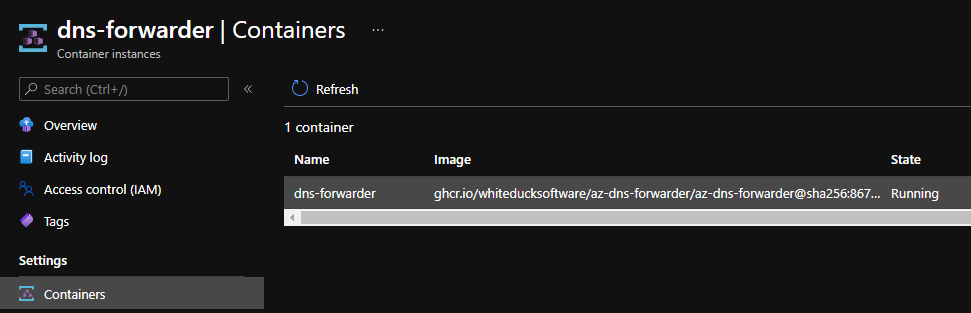 dns-forwarder | Containers ...
Container instances
Search (Ctrl+/)
«
Refresh
Overview
Activity log
Access control (IAM)
Tags
Settings
Containers
1 container
Name Image State
dns-forwarder ghcr.io/whiteducksoftware/az-dns-forwarder/az-dns-forwarder@sha256:867... Running